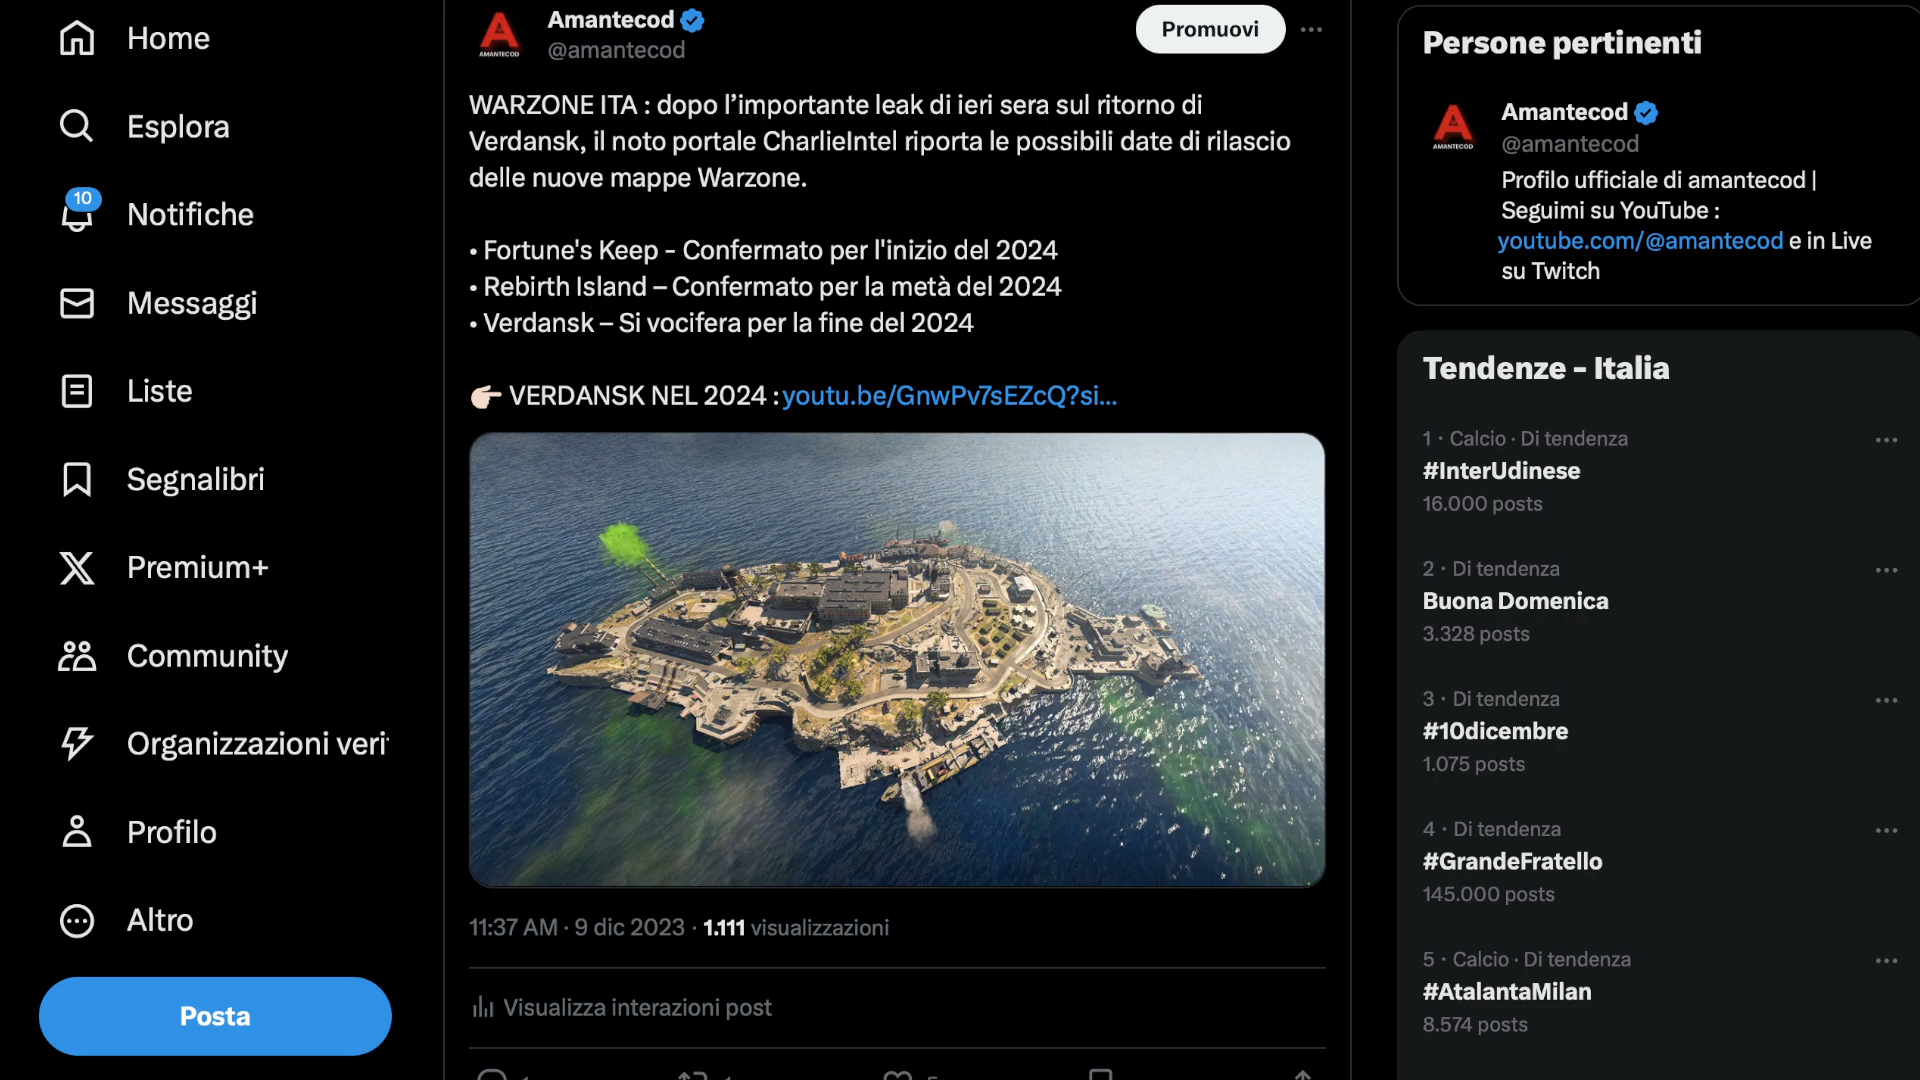 Home
Esplora
10
Notifiche
Messaggi
Liste
Segnalibri
Premium+
Community
Organizzazioni veri
Profilo
Altro
Posta
AMANTECOD
Amantecod
@amantecod
Promuovi
WARZONE ITA : dopo l’importante leak di ieri sera sul ritorno di
Verdansk, il noto portale CharlieIntel riporta le possibili date di rilascio
delle nuove mappe Warzone.
• Fortune's Keep - Confermato per l'inizio del 2024
• Rebirth Island – Confermato per la metà del 2024
• Verdansk – Si vocifera per la fine del 2024
👉🏻 VERDANSK NEL 2024 : youtu.be/GnwPv7sEZcQ?si...
11:37 AM · 9 dic 2023 · 1.111 visualizzazioni
Visualizza interazioni post
Persone pertinenti
AMANTECOD
Amantecod
@amantecod
Profilo ufficiale di amantecod |
Seguimi su YouTube :
youtube.com/@amantecod e in Live
su Twitch
Tendenze - Italia
1 · Calcio · Di tendenza
#InterUdinese
16.000 posts
2 · Di tendenza
Buona Domenica
3.328 posts
3 · Di tendenza
#10dicembre
1.075 posts
4 · Di tendenza
#GrandeFratello
145.000 posts
5 · Calcio · Di tendenza
#AtalantaMilan
8.574 posts